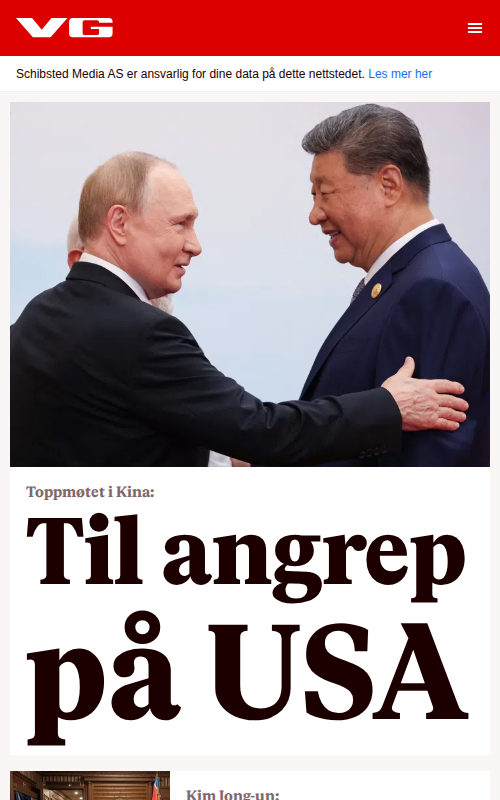 VG
Schibsted Media AS er ansvarlig for dine data på dette nettstedet. Les mer her
Toppmøtet i Kina:
Til angrep
på USA
Kim Jong-un: